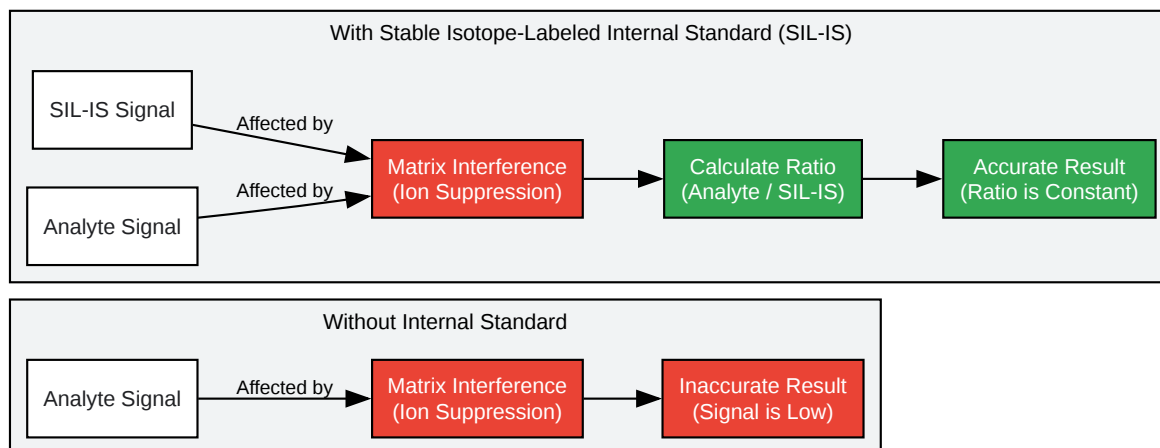 With Stable Isotope-Labeled Internal Standard (SIL-IS)
SIL-IS Signal
Affected by
Analyte Signal
Affected by
Matrix Interference
(Ion Suppression)
Calculate Ratio
(Analyte / SIL-IS)
Accurate Result
(Ratio is Constant)
Without Internal Standard
Analyte Signal
Affected by
Matrix Interference
(Ion Suppression)
Inaccurate Result
(Signal is Low)